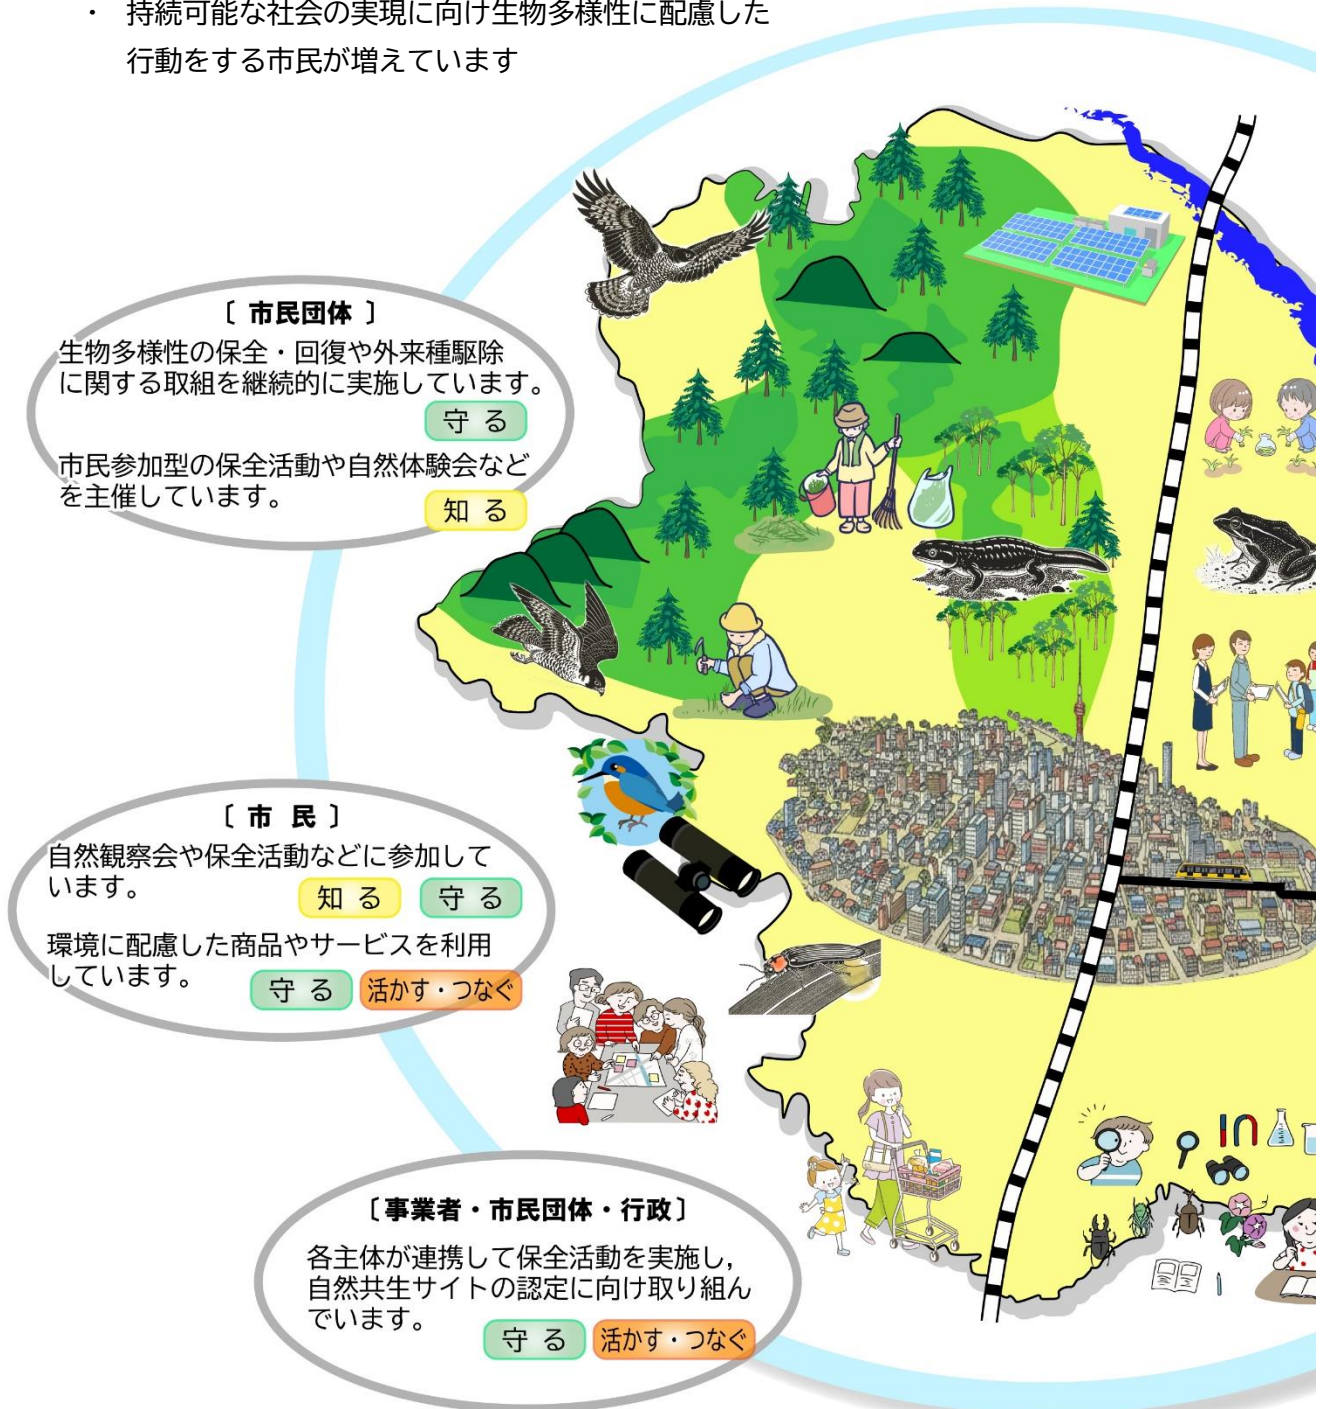 ・ 持続可能な社会の実現に向け生物多様性に配慮した
行動をする市民が増えています
〔 市民団体 〕
生物多様性の保全・回復や外来種駆除
に関する取組を継続的に実施しています。
守 る
市民参加型の保全活動や自然体験会など
を主催しています。
知 る
〔 市 民 〕
自然観察会や保全活動などに参加して
います。
知 る 守 る
環境に配慮した商品やサービスを利用
しています。
守 る 活かす・つなぐ
〔事業者・市民団体・行政〕
各主体が連携して保全活動を実施し，
自然共生サイトの認定に向け取り組ん
でいます。
守 る 活かす・つなぐ